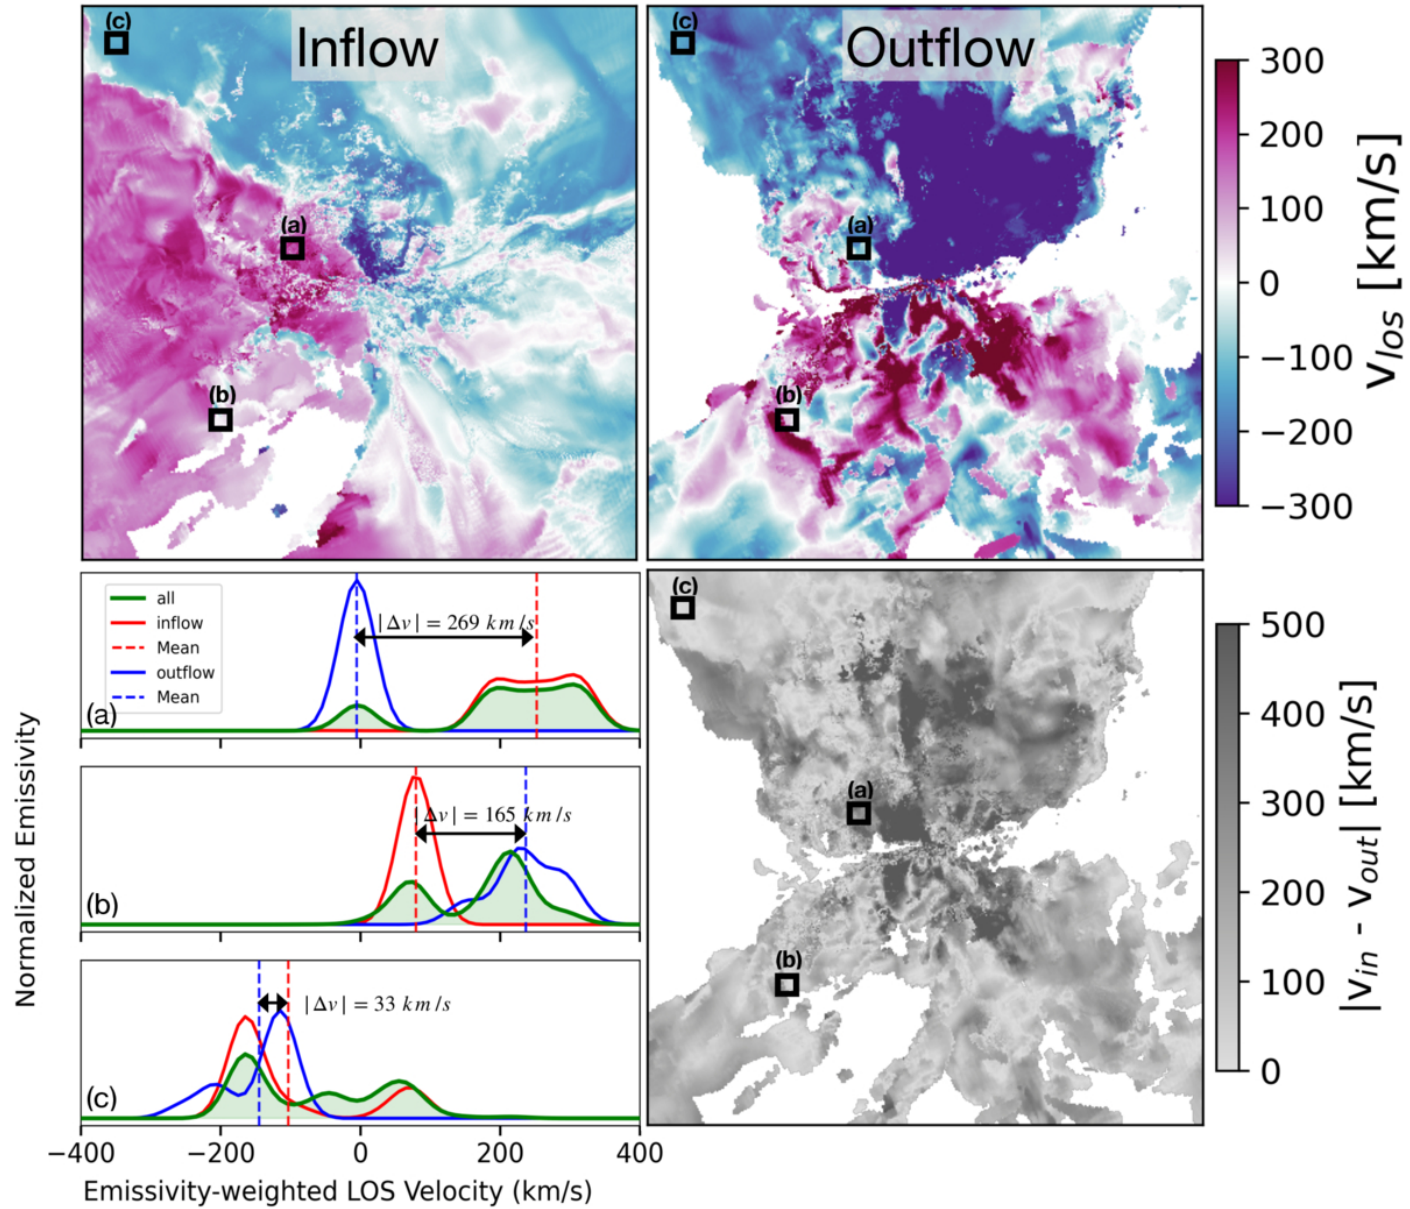 (c)
Inflow
(a)
(b)
(c)
Outflow
(a)
(b)
300
200
100
0
−100
−200
−300
v_los [km/s]
all
inflow
Mean
outflow
Mean
|Δv| = 269 km/s
(a)
|Δv| = 165 km/s
(b)
|Δv| = 33 km/s
(c)
Normalized Emissivity
−400 −200 0 200 400
Emissivity-weighted LOS Velocity (km/s)
(c)
(a)
(b)
500
400
300
200
100
0
|v_in - v_out| [km/s]